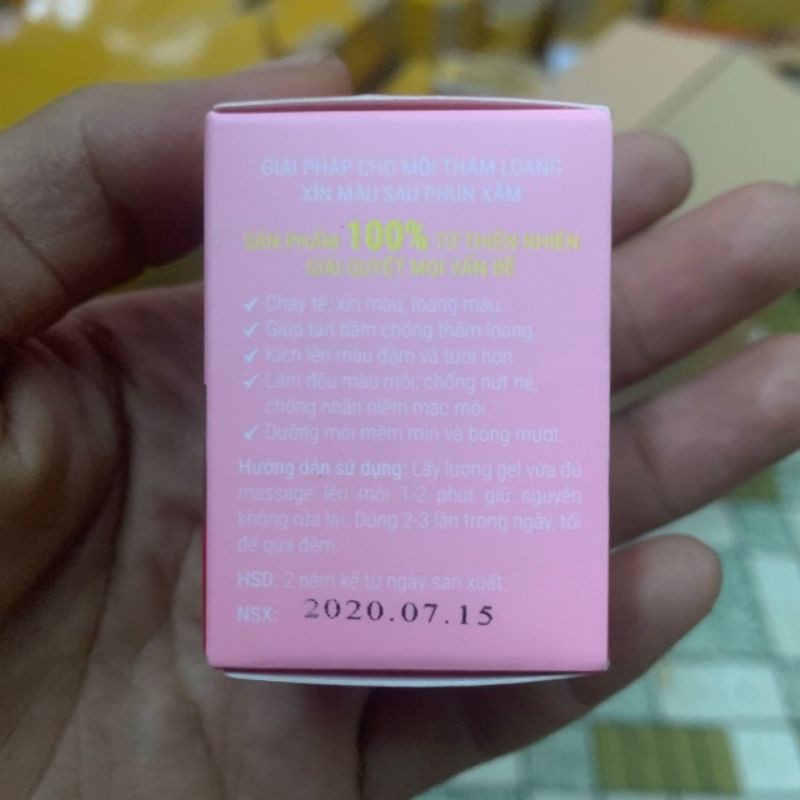 GIẢI PHÁP CHO MÔI THÂM LOANG
XỈN MÀU SAU PHUN XĂM
SẢN PHẨM 100% TỪ THIÊN NHIÊN
GIẢI QUYẾT MỌI VẤN ĐỀ
✓ Chay tê, xỉn màu, loang màu...
✓ Giúp tan bầm chống thâm loang.
✓ Kích lên màu đậm và tươi hơn.
✓ Làm đều màu môi, chống nứt nẻ,
chống nhăn niêm mạc môi.
✓ Dưỡng môi mềm mịn và bóng mượt.
Hướng dẫn sử dụng: Lấy lượng gel vừa đủ
massage lên môi 1-2 phút giữ nguyên
không rửa lại. Dùng 2-3 lần trong ngày, tối
để qua đêm.
HSD: 2 năm kể từ ngày sản xuất.
NSX: 2020.07.15